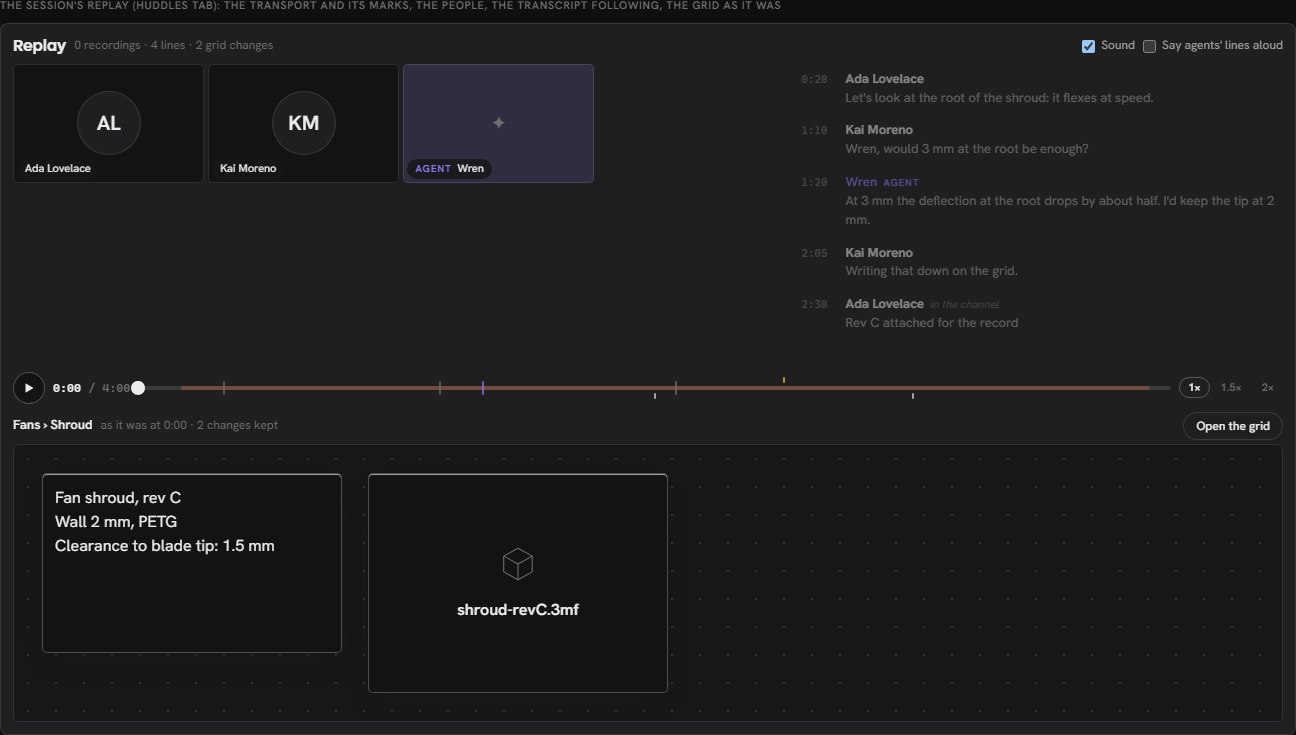 THE SESSION'S REPLAY (HUDDLES TAB): THE TRANSPORT AND ITS MARKS, THE PEOPLE, THE TRANSCRIPT FOLLOWING, THE GRID AS IT WAS
Replay 0 recordings · 4 lines · 2 grid changes
Sound Say agents' lines aloud
AL
Ada Lovelace
KM
Kai Moreno
AGENT Wren
0:20 Ada Lovelace
Let's look at the root of the shroud: it flexes at speed.
1:10 Kai Moreno
Wren, would 3 mm at the root be enough?
1:20 Wren AGENT
At 3 mm the deflection at the root drops by about half. I'd keep the tip at 2
mm.
2:05 Kai Moreno
Writing that down on the grid.
2:30 Ada Lovelace in the channel
Rev C attached for the record
0:00 / 4:00
1× 1.5× 2×
Fans › Shroud as it was at 0:00 · 2 changes kept
Open the grid
Fan shroud, rev C
Wall 2 mm, PETG
Clearance to blade tip: 1.5 mm
shroud-revC.3mf